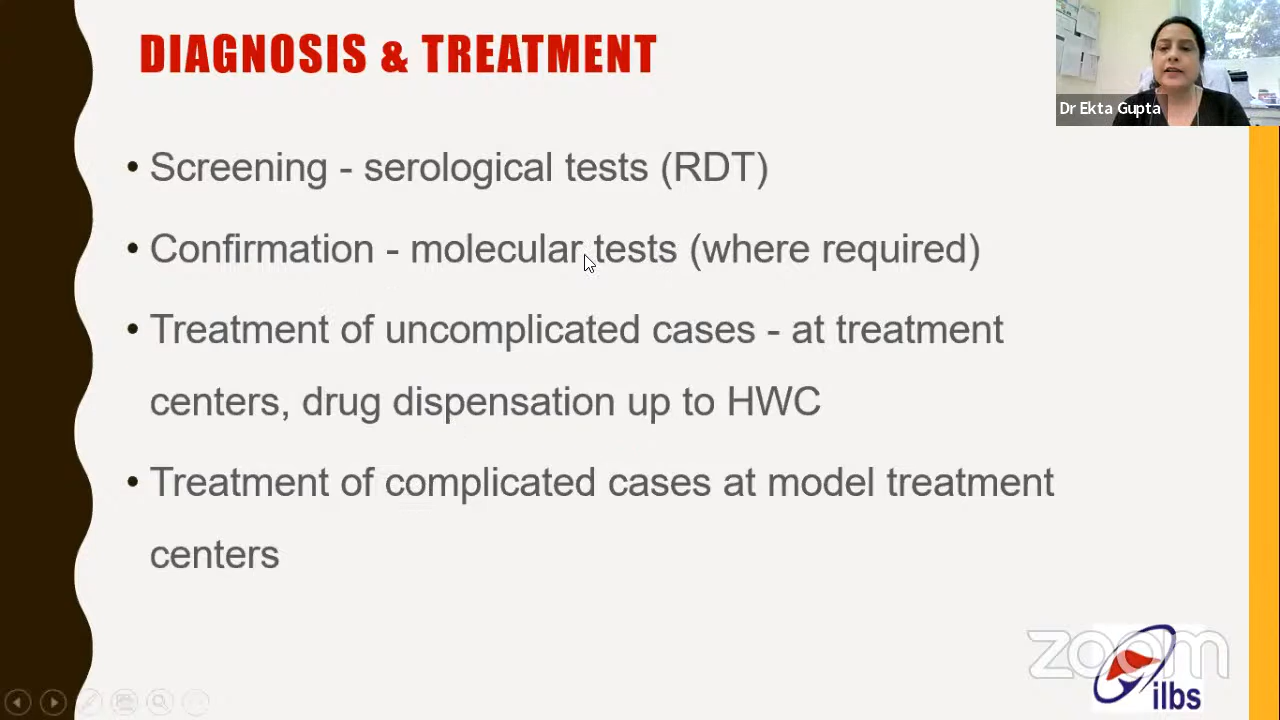 DIAGNOSIS & TREATMENT
Dr Ekta Gupta
• Screening - serological tests (RDT)
• Confirmation - molecular tests (where required)
• Treatment of uncomplicated cases - at treatment
centers, drug dispensation up to HWC
• Treatment of complicated cases at model treatment
centers
zoom
ilbs